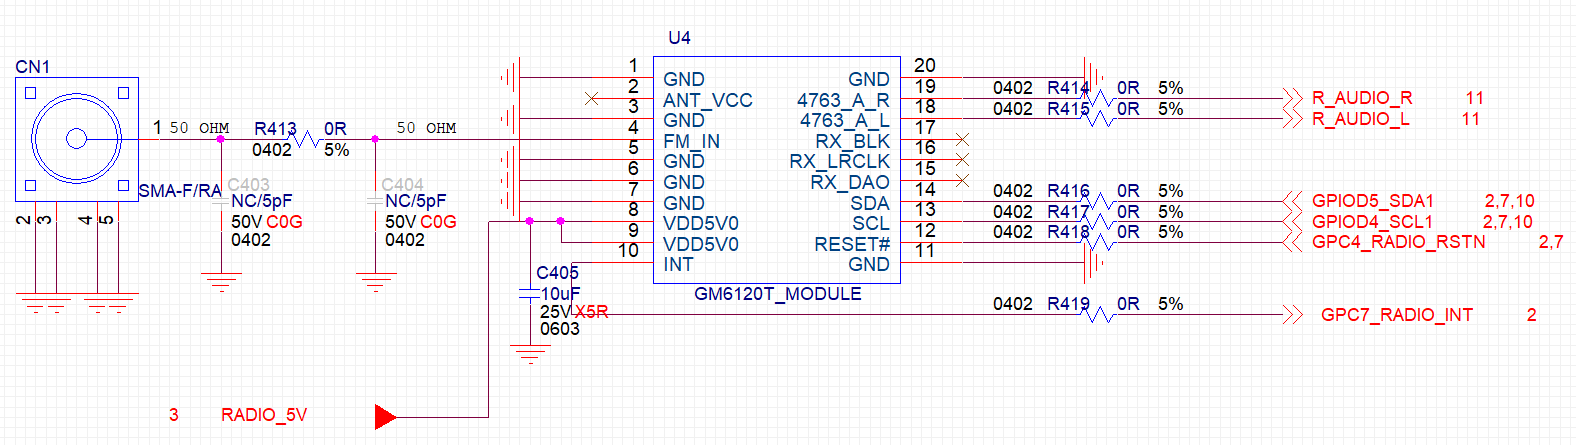 U4
CN1
1 50 OHM
R413 0R
0402 5%
50 OHM
SMA-F/RA
C403
NC/5pF
50V C0G
0402
C404
NC/5pF
50V C0G
0402
2 3 4 5
1 GND
2 ANT_VCC
3 GND
4 FM_IN
5 GND
6 GND
7 GND
8 VDD5V0
9 VDD5V0
10 INT
GND 20
4763_A_R 19
4763_A_L 18
RX_BLK 17
RX_LRCLK 16
RX_DAO 15
SDA 14
SCL 13
RESET# 12
GND 11
GM6120T_MODULE
C405
10uF
25V X5R
0603
0402 R414 0R 5% R_AUDIO_R 11
0402 R415 0R 5% R_AUDIO_L 11
0402 R416 0R 5% GPIOD5_SDA1 2,7,10
0402 R417 0R 5% GPIOD4_SCL1 2,7,10
0402 R418 0R 5% GPC4_RADIO_RSTN 2,7
0402 R419 0R 5% GPC7_RADIO_INT 2
3 RADIO_5V